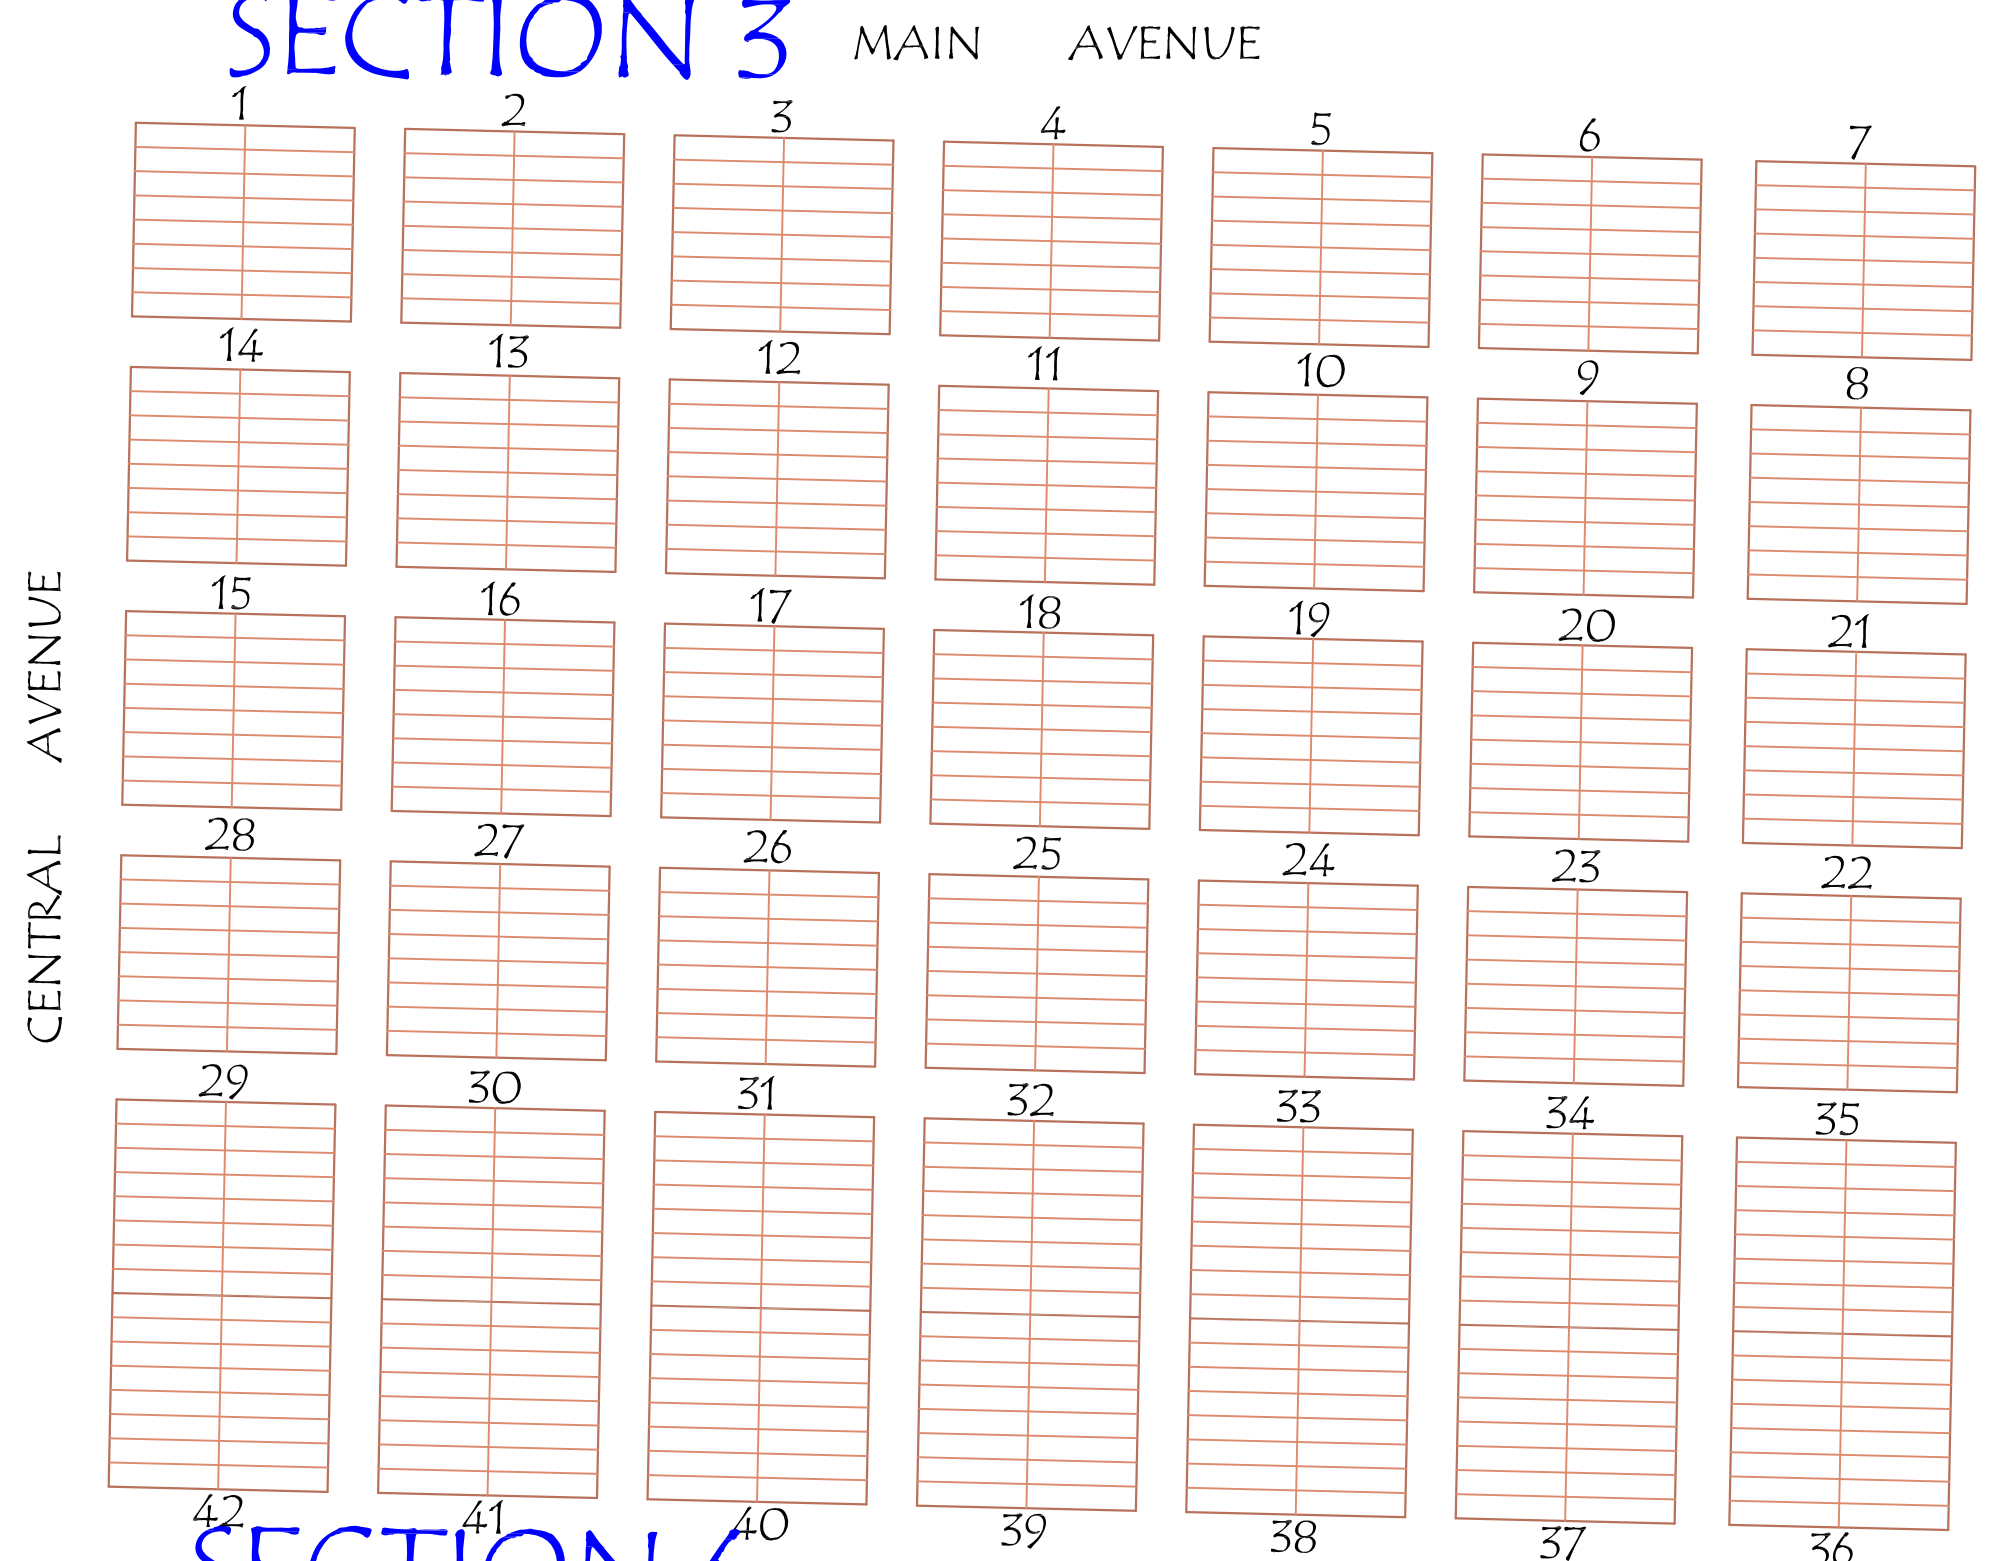 SECTION 3
MAIN AVENUE
1 2 3 4 5 6 7
14 13 12 11 10 9 8
15 16 17 18 19 20 21
28 27 26 25 24 23 22
29 30 31 32 33 34 35
42 41 40 39 38 37 36
CENTRAL AVENUE
SECTION